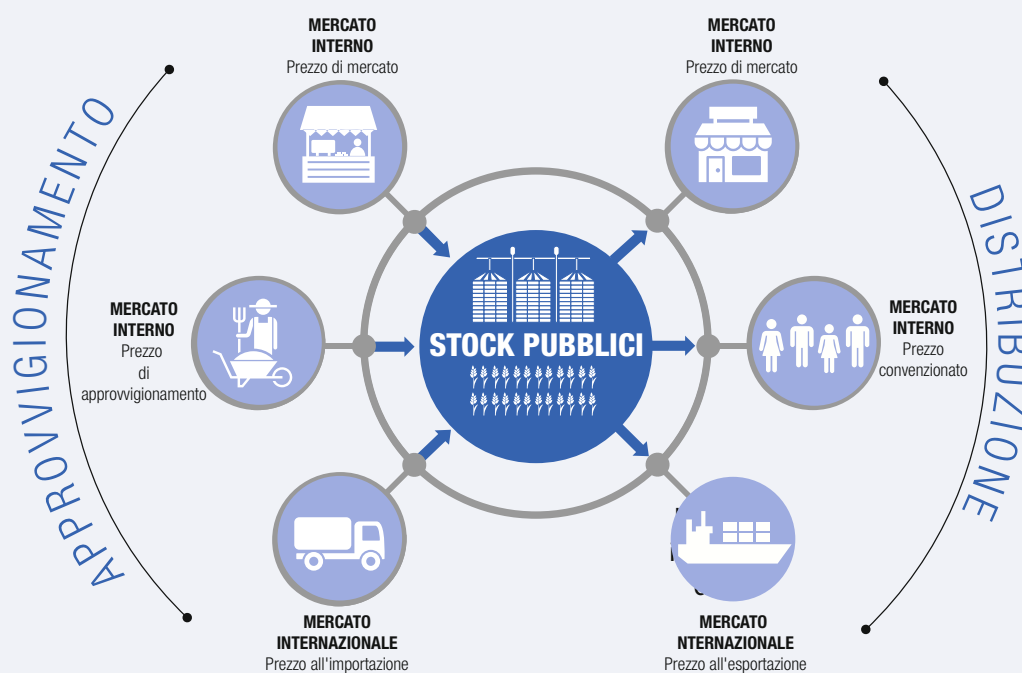 APPROVVIGIONAMENTO
MERCATO
INTERNO
Prezzo di mercato
MERCATO
INTERNO
Prezzo
di
approvvigionamento
MERCATO
INTERNAZIONALE
Prezzo all'importazione
STOCK PUBBLICI
MERCATO
INTERNO
Prezzo di mercato
MERCATO
INTERNO
Prezzo
convenzionato
MERCATO
NTERNAZIONALE
Prezzo all'esportazione
DISTRIBUZIONE